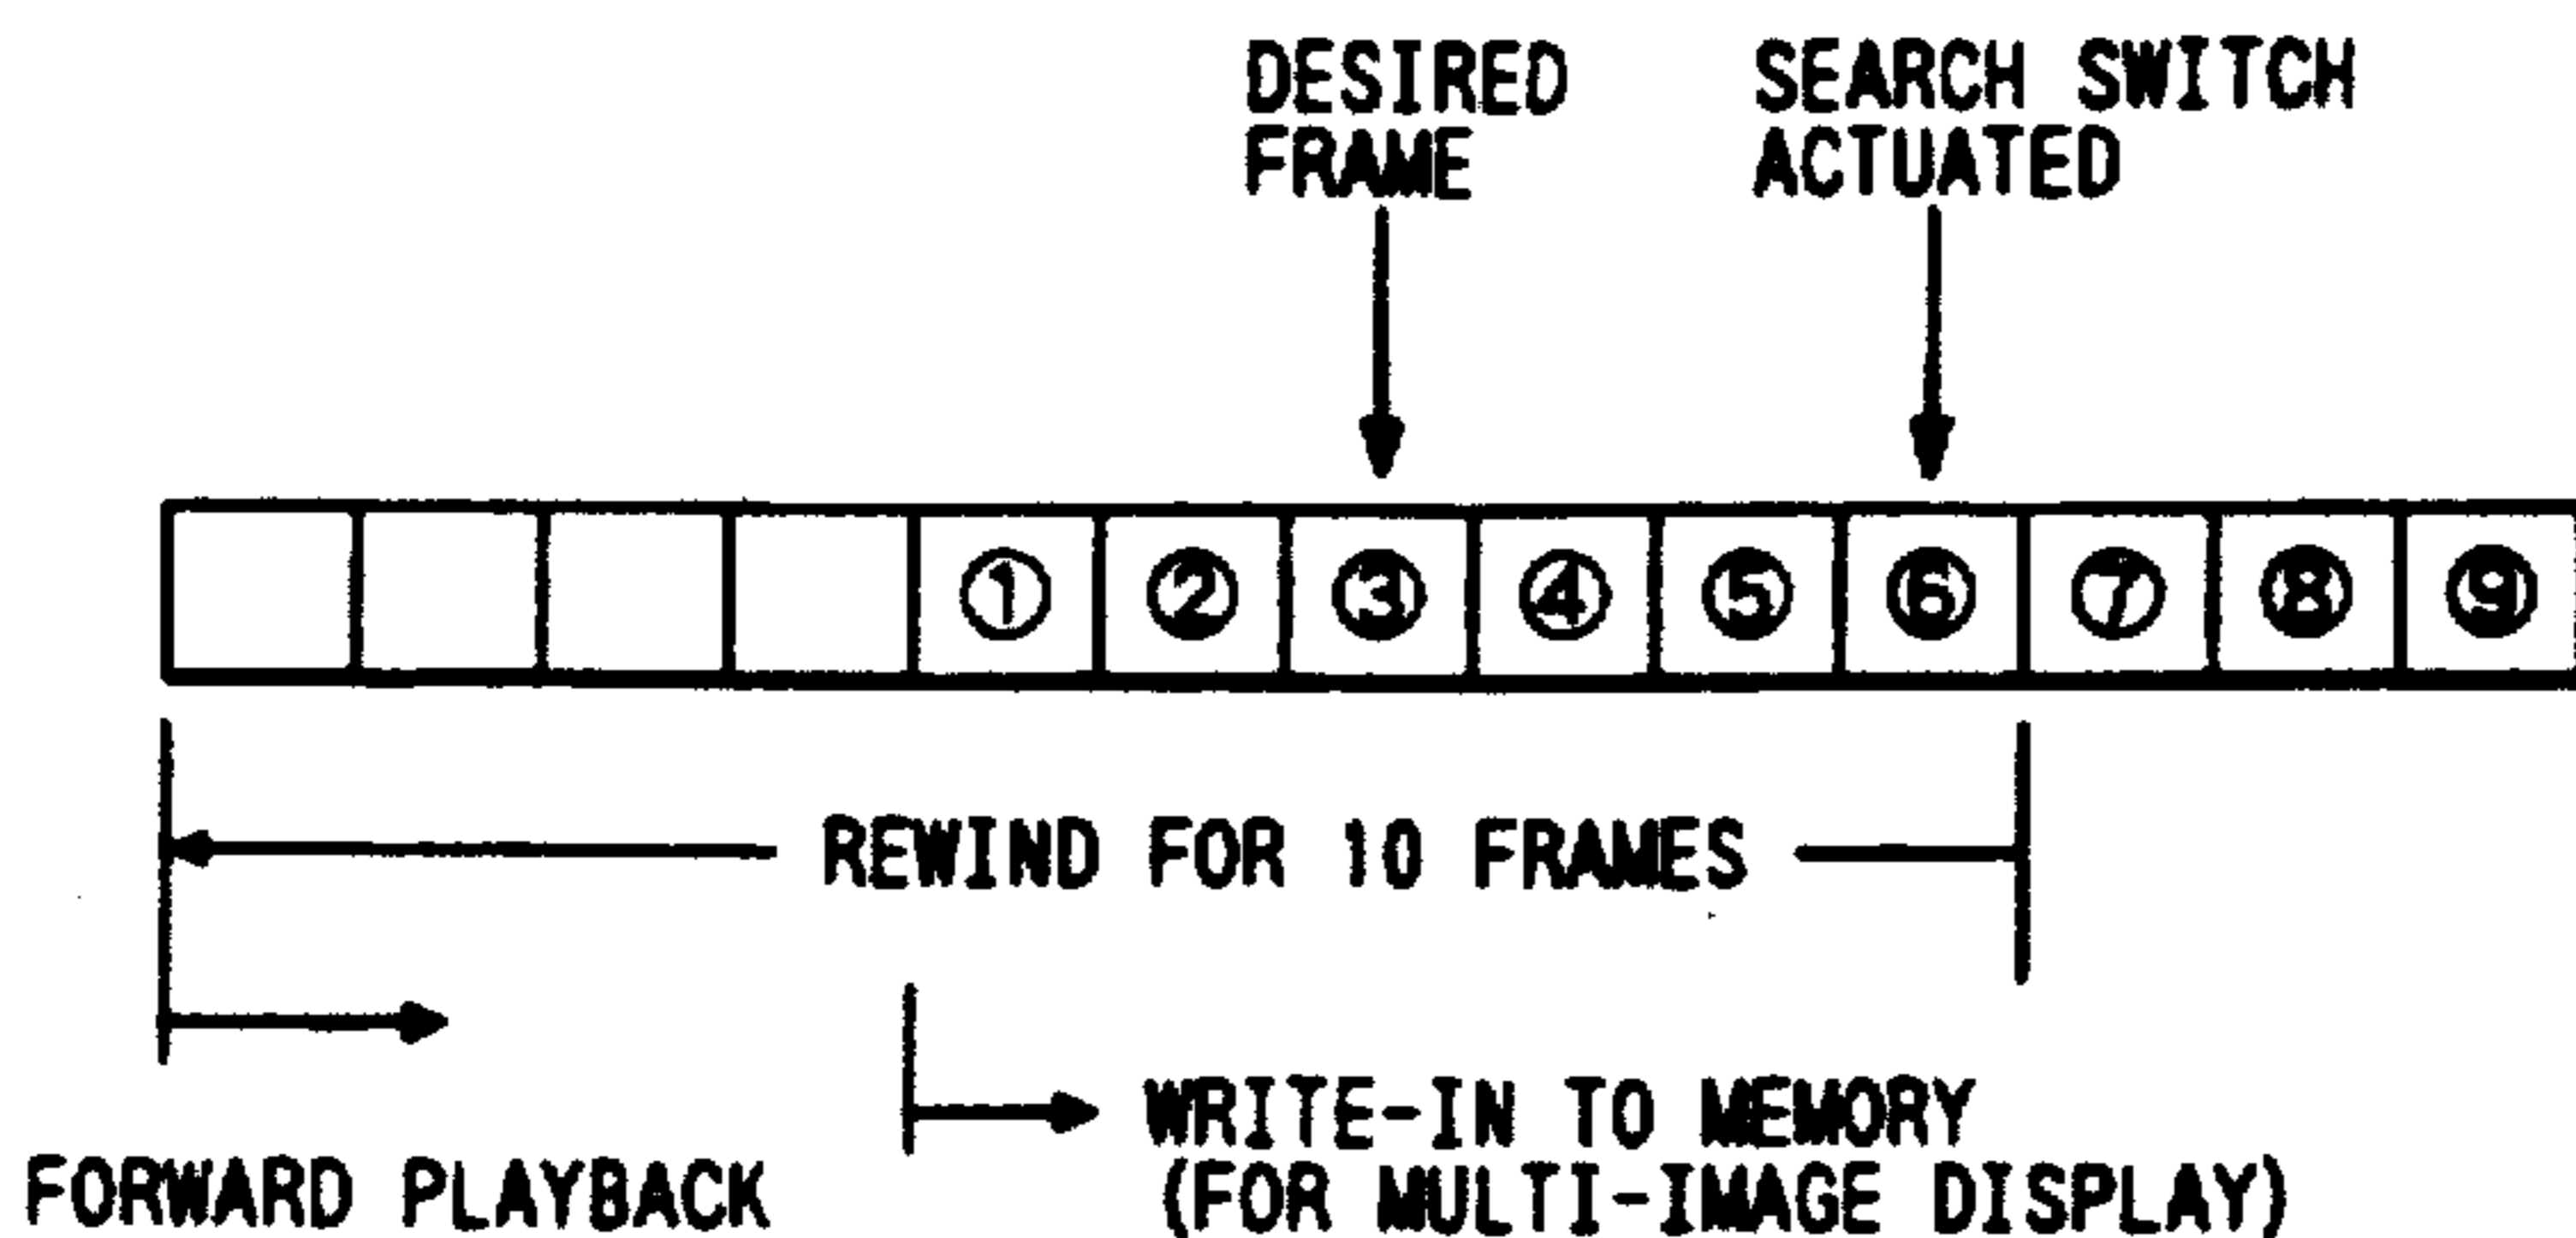 DESIRED
FRAME
SEARCH SWITCH
ACTUATED
① ② ③ ④ ⑤ ⑥ ⑦ ⑧ ⑨
REWIND FOR 10 FRAMES
FORWARD PLAYBACK
WRITE-IN TO MEMORY
(FOR MULTI-IMAGE DISPLAY)